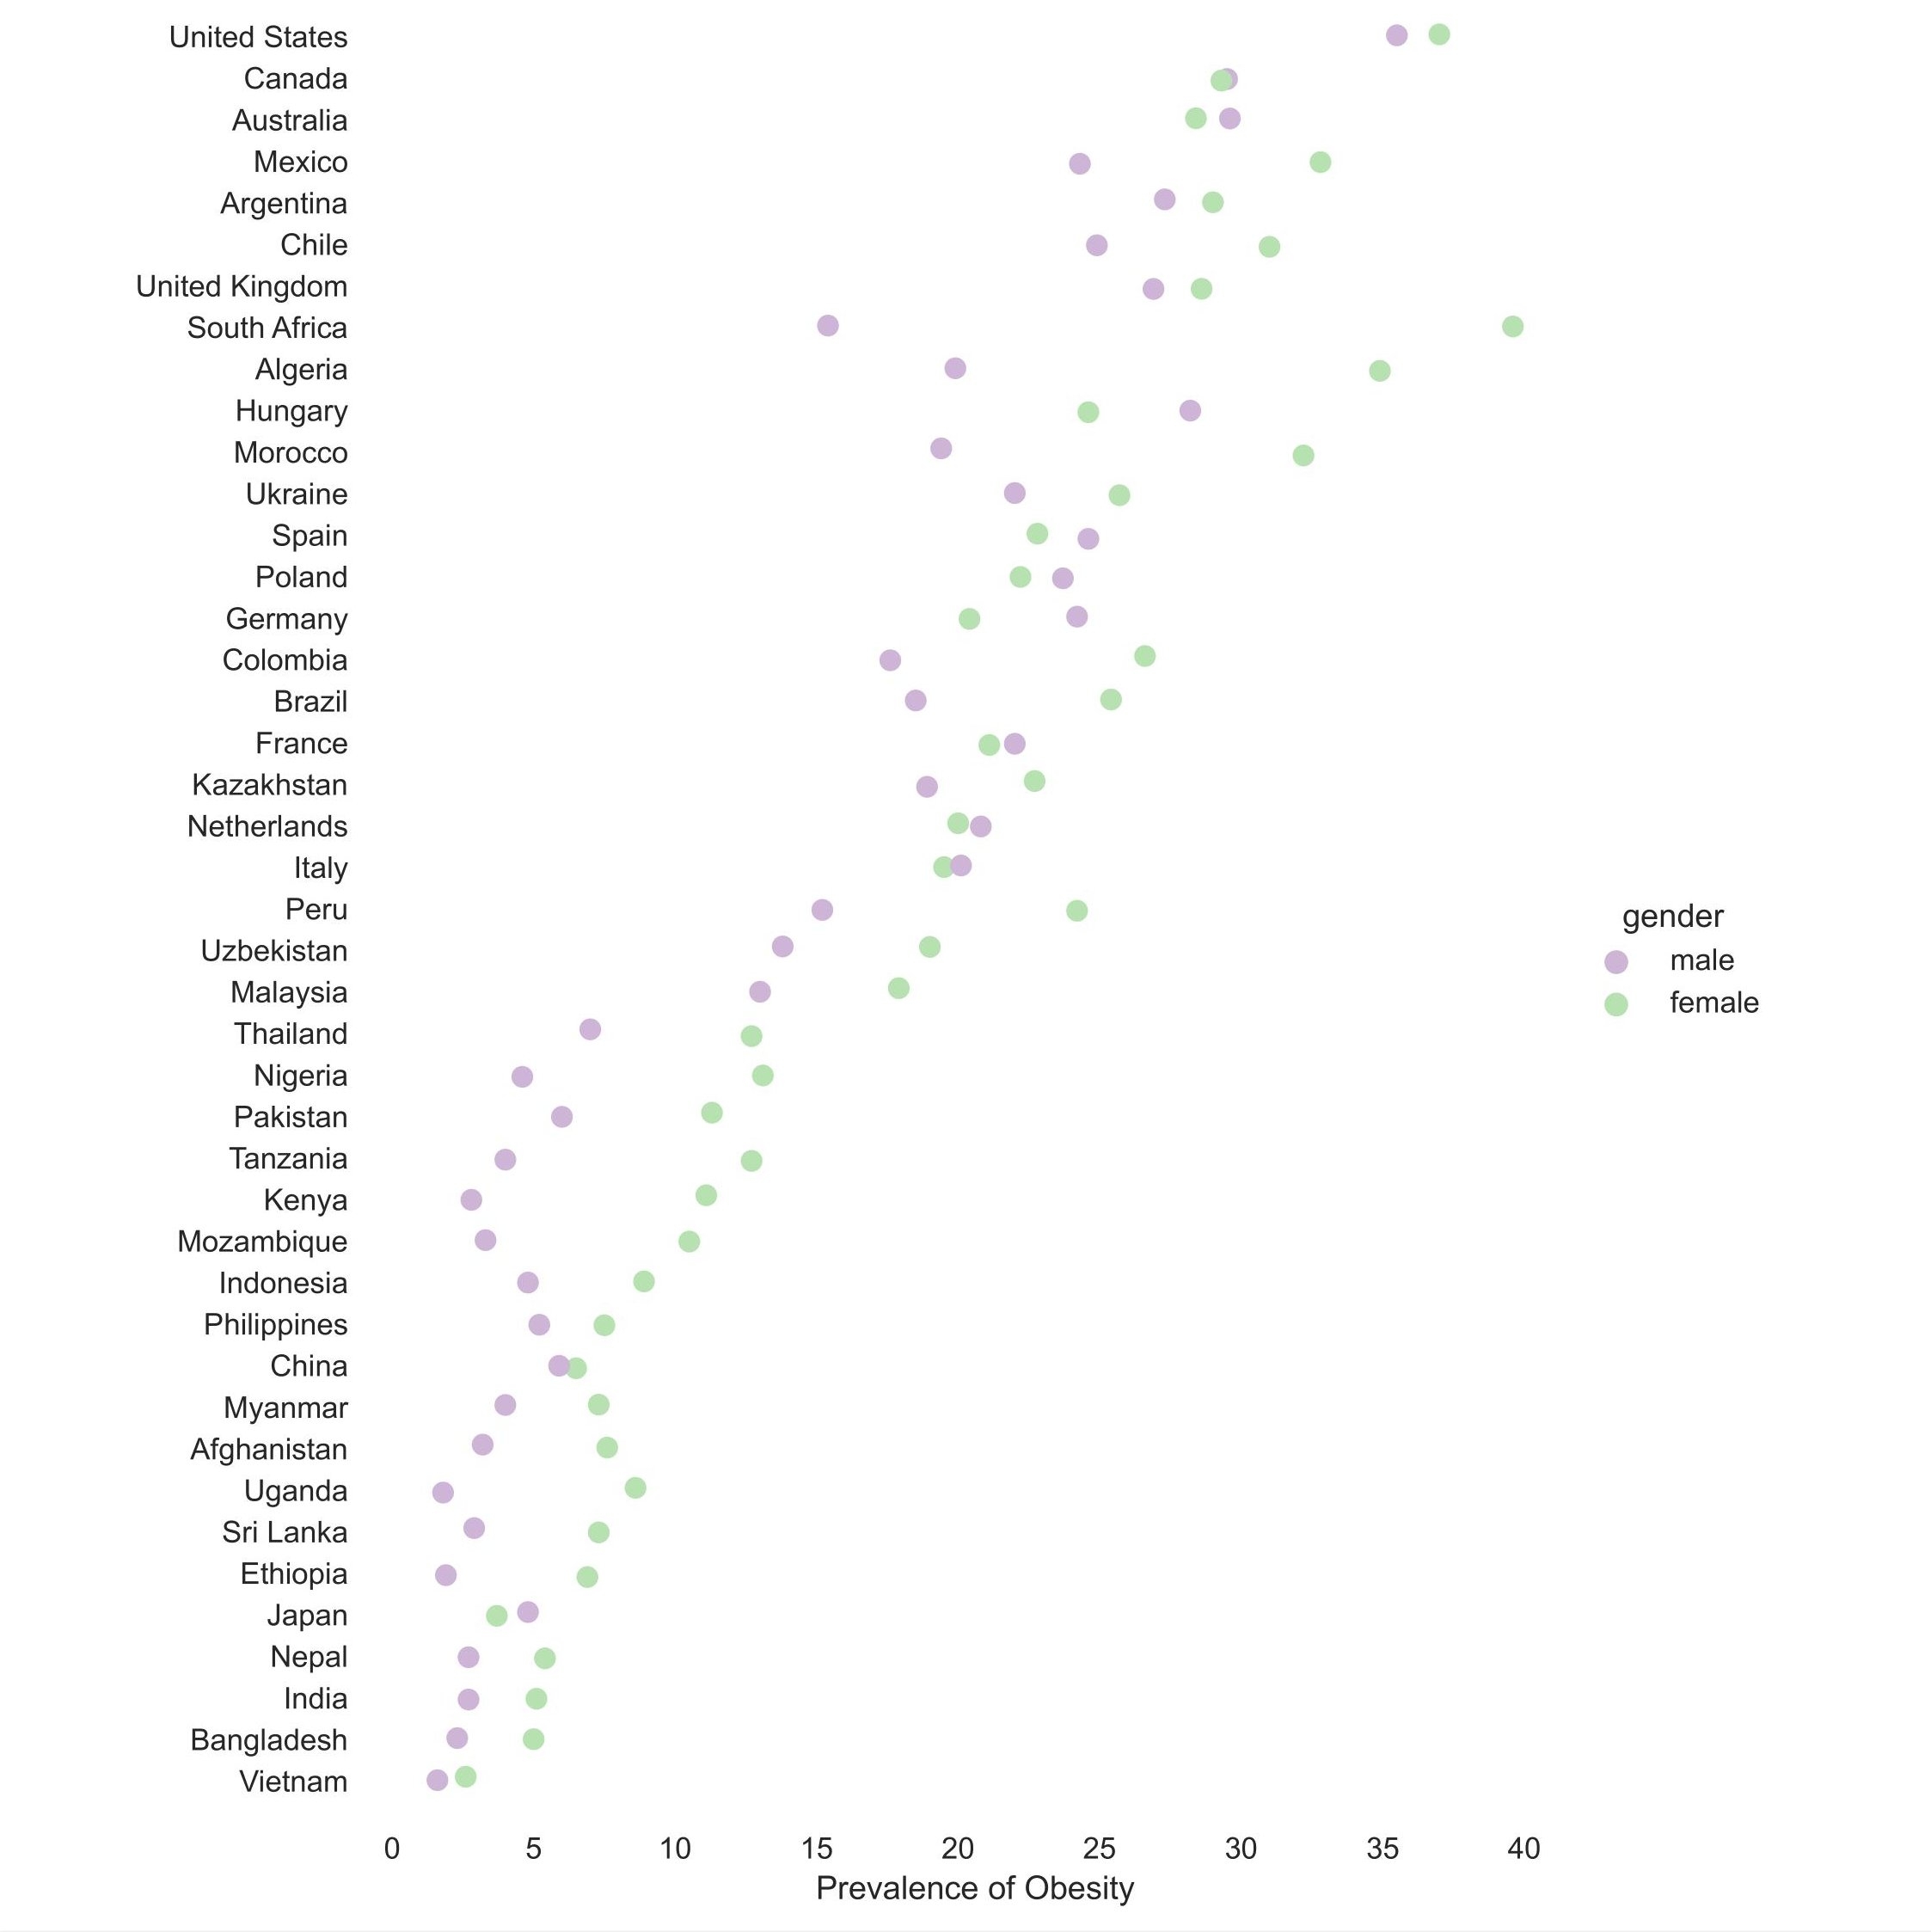 United States
Canada
Australia
Mexico
Argentina
Chile
United Kingdom
South Africa
Algeria
Hungary
Morocco
Ukraine
Spain
Poland
Germany
Colombia
Brazil
France
Kazakhstan
Netherlands
Italy
Peru
Uzbekistan
Malaysia
Thailand
Nigeria
Pakistan
Tanzania
Kenya
Mozambique
Indonesia
Philippines
China
Myanmar
Afghanistan
Uganda
Sri Lanka
Ethiopia
Japan
Nepal
India
Bangladesh
Vietnam
0 5 10 15 20 25 30 35 40
Prevalence of Obesity
gender
male
female